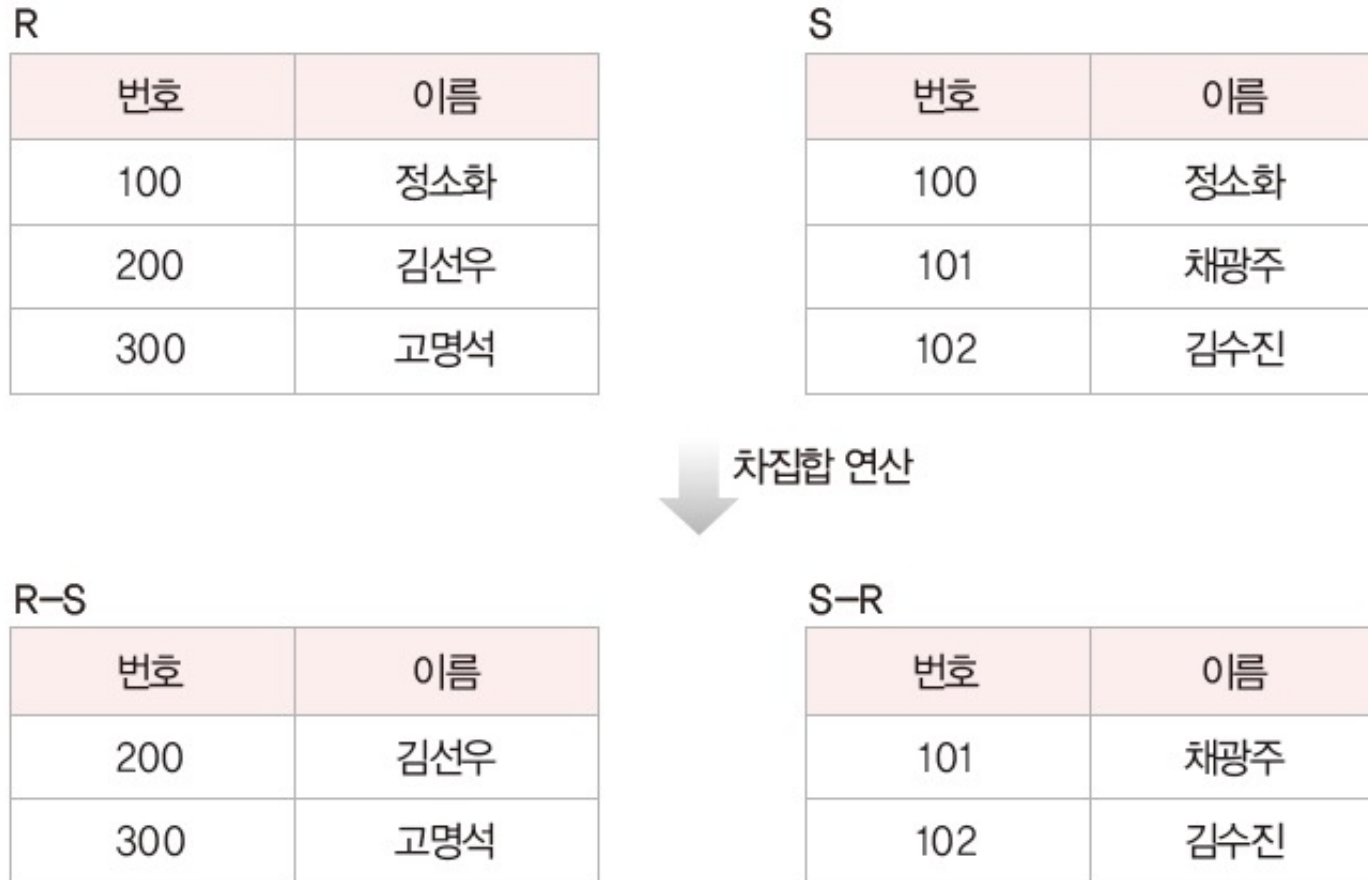 R
번호 이름
100 정소화
200 김선우
300 고명석
S
번호 이름
100 정소화
101 채광주
102 김수진
차집합 연산
R-S
번호 이름
200 김선우
300 고명석
S-R
번호 이름
101 채광주
102 김수진